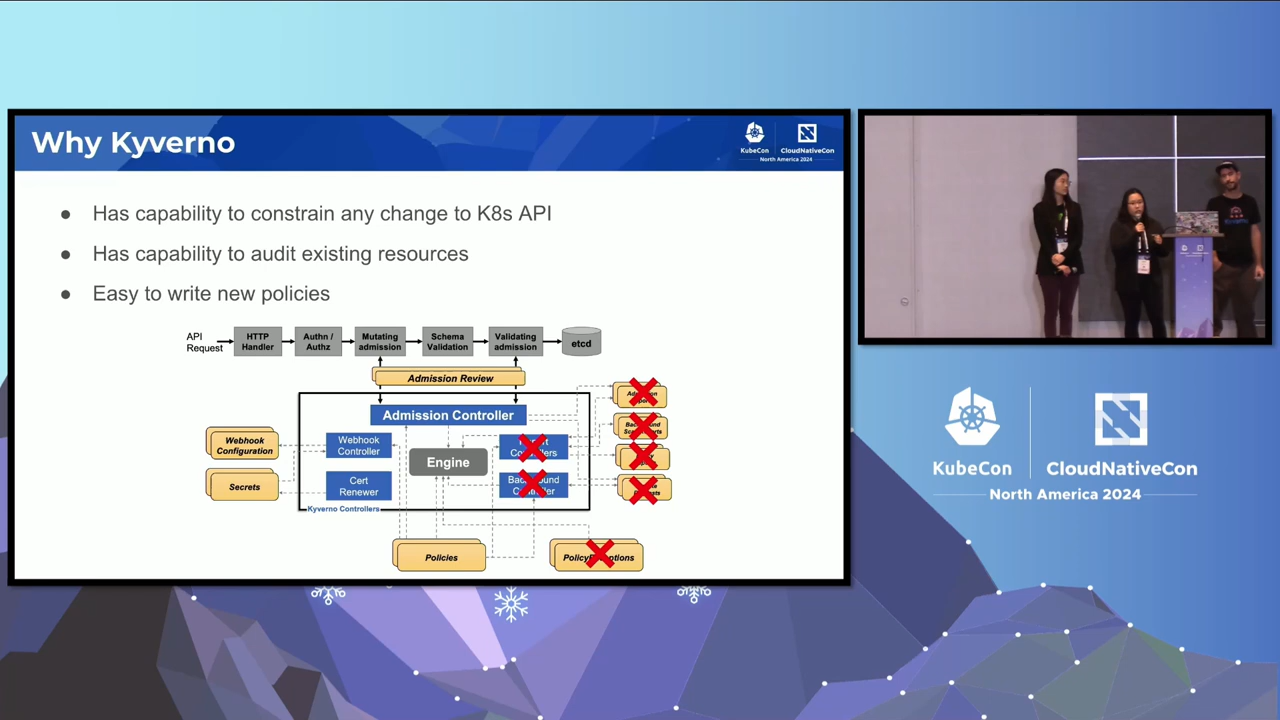 Why Kyverno
KubeCon
CloudNativeCon
North America 2024
● Has capability to constrain any change to K8s API
● Has capability to audit existing resources
● Easy to write new policies
API
Request
HTTP
Handler
Authn /
Authz
Mutating
admission
Schema
Validation
Validating
admission
etcd
Admission Review
Admission Controller
Webhook
Configuration
Webhook
Controller
Engine
Secrets
Cert
Renewer
Kyverno Controllers
Policies
KubeCon
CloudNativeCon
North America 2024